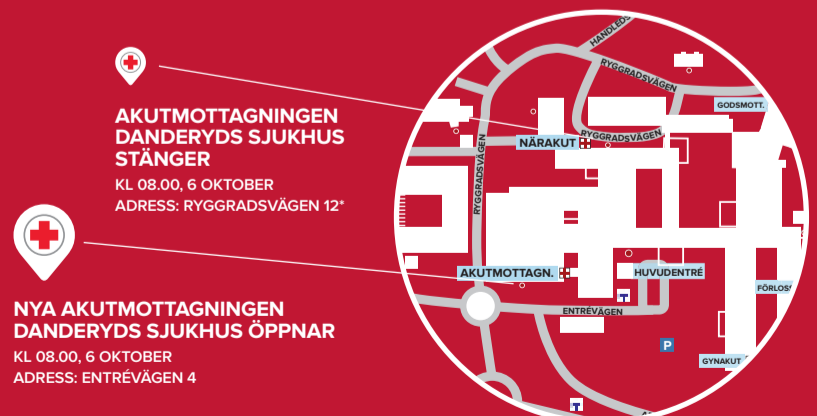 AKUTMOTTAGNINGEN
DANDERYDS SJUKHUS
STÄNGER
KL 08.00, 6 OKTOBER
ADRESS: RYGGRADSVÄGEN 12*
NYA AKUTMOTTAGNINGEN
DANDERYDS SJUKHUS ÖPPNAR
KL 08.00, 6 OKTOBER
ADRESS: ENTRÉVÄGEN 4
HANDLEDS
RYGGRADSVÄGEN
GODSMOTT.
RYGGRADSVÄGEN
NÄRAKUT
RYGGRADSVÄGEN
AKUTMOTTAGN.
HUVUDENTRÉ
FÖRLOSS
T
ENTRÉVÄGEN
P
GYNAKUT
T